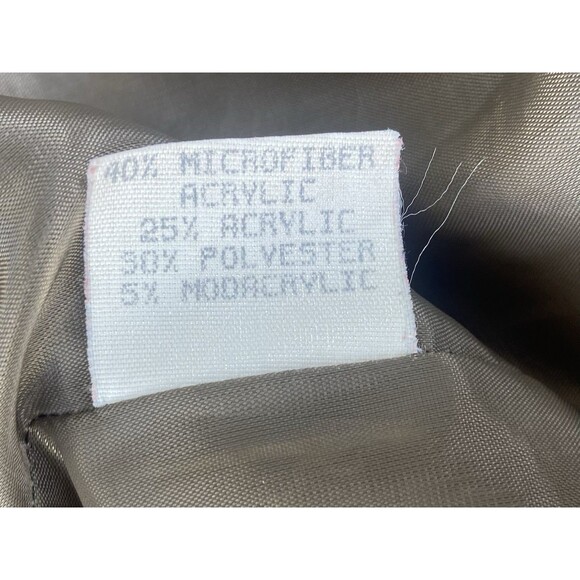 40% MICROFIBER
ACRYLIC
25% ACRYLIC
30% POLYESTER
5% MODACRYLIC